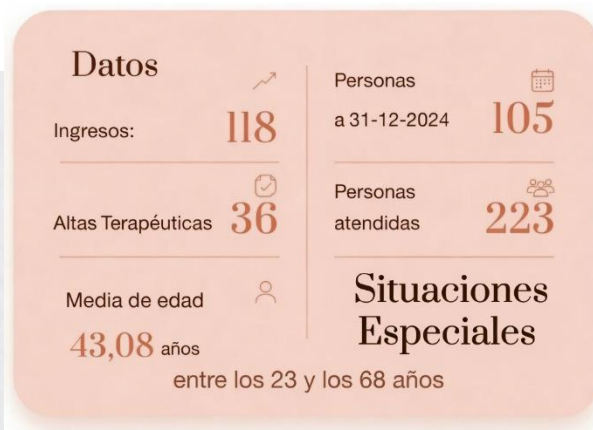 Datos
Ingresos: 118
Altas Terapéuticas 36
Media de edad
43,08 años
Personas
a 31-12-2024 105
Personas
atendidas 223
Situaciones
Especiales
entre los 23 y los 68 años